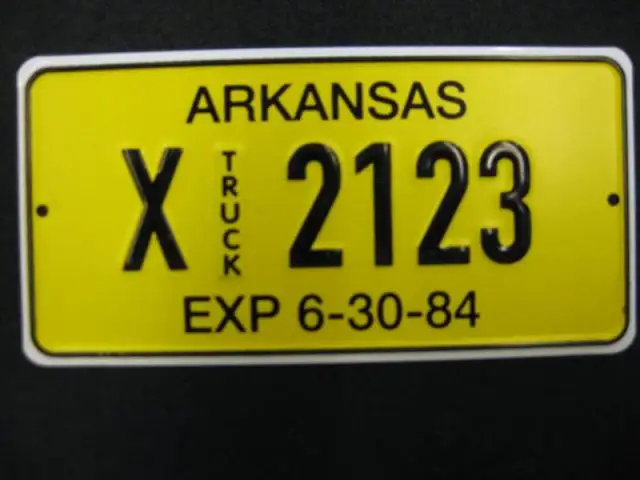 ARKANSAS
X TRUCK 2123
EXP 6-30-84